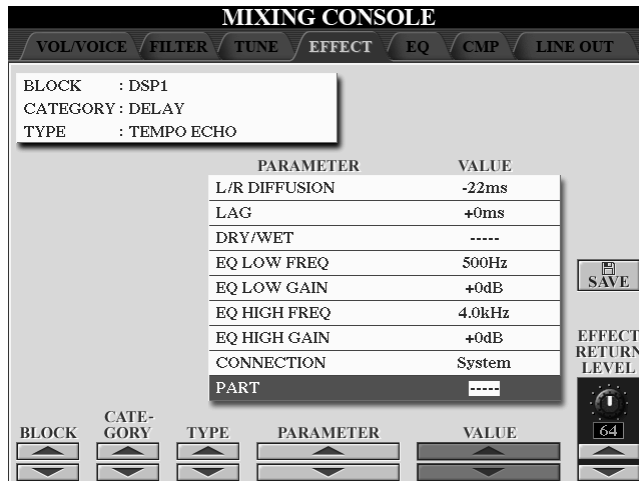 MIXING CONSOLE
VOL/VOICE FILTER TUNE EFFECT EQ CMP LINE OUT
BLOCK : DSP1
CATEGORY : DELAY
TYPE : TEMPO ECHO
PARAMETER VALUE
L/R DIFFUSION -22ms
LAG +0ms
DRY/WET -----
EQ LOW FREQ 500Hz
EQ LOW GAIN +0dB
EQ HIGH FREQ 4.0kHz
EQ HIGH GAIN +0dB
CONNECTION System
PART -----
SAVE
EFFECT
RETURN
LEVEL
64
BLOCK CATE-
GORY TYPE PARAMETER VALUE